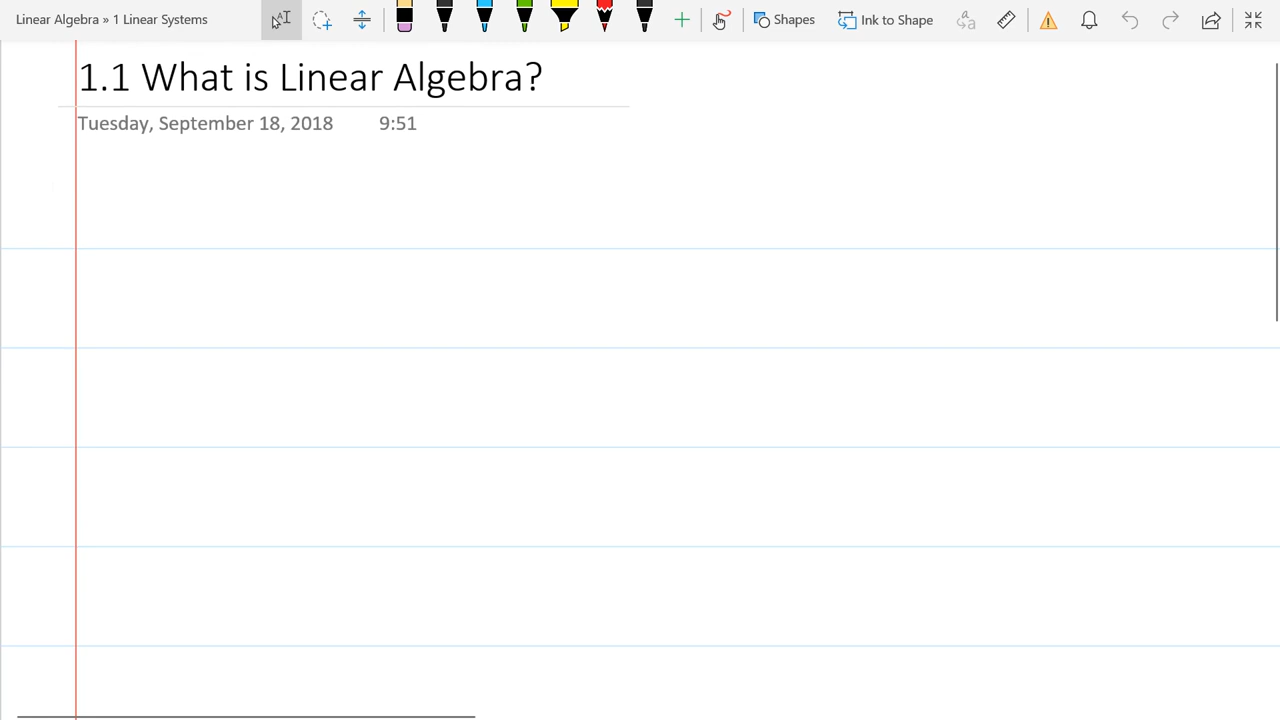 Linear Algebra » 1 Linear Systems
Shapes
Ink to Shape
1.1 What is Linear Algebra?
Tuesday, September 18, 2018 9:51